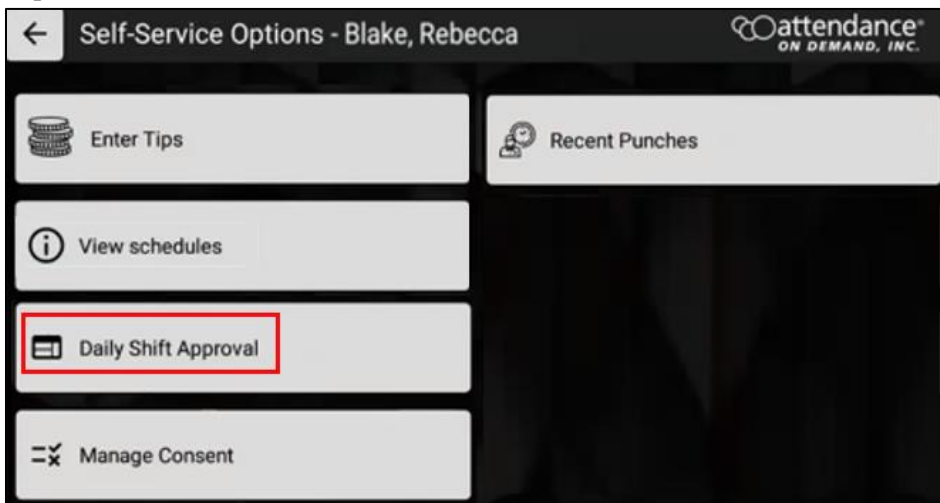 Self-Service Options - Blake, Rebecca
attendance®
ON DEMAND, INC.
Enter Tips
Recent Punches
View schedules
Daily Shift Approval
Manage Consent